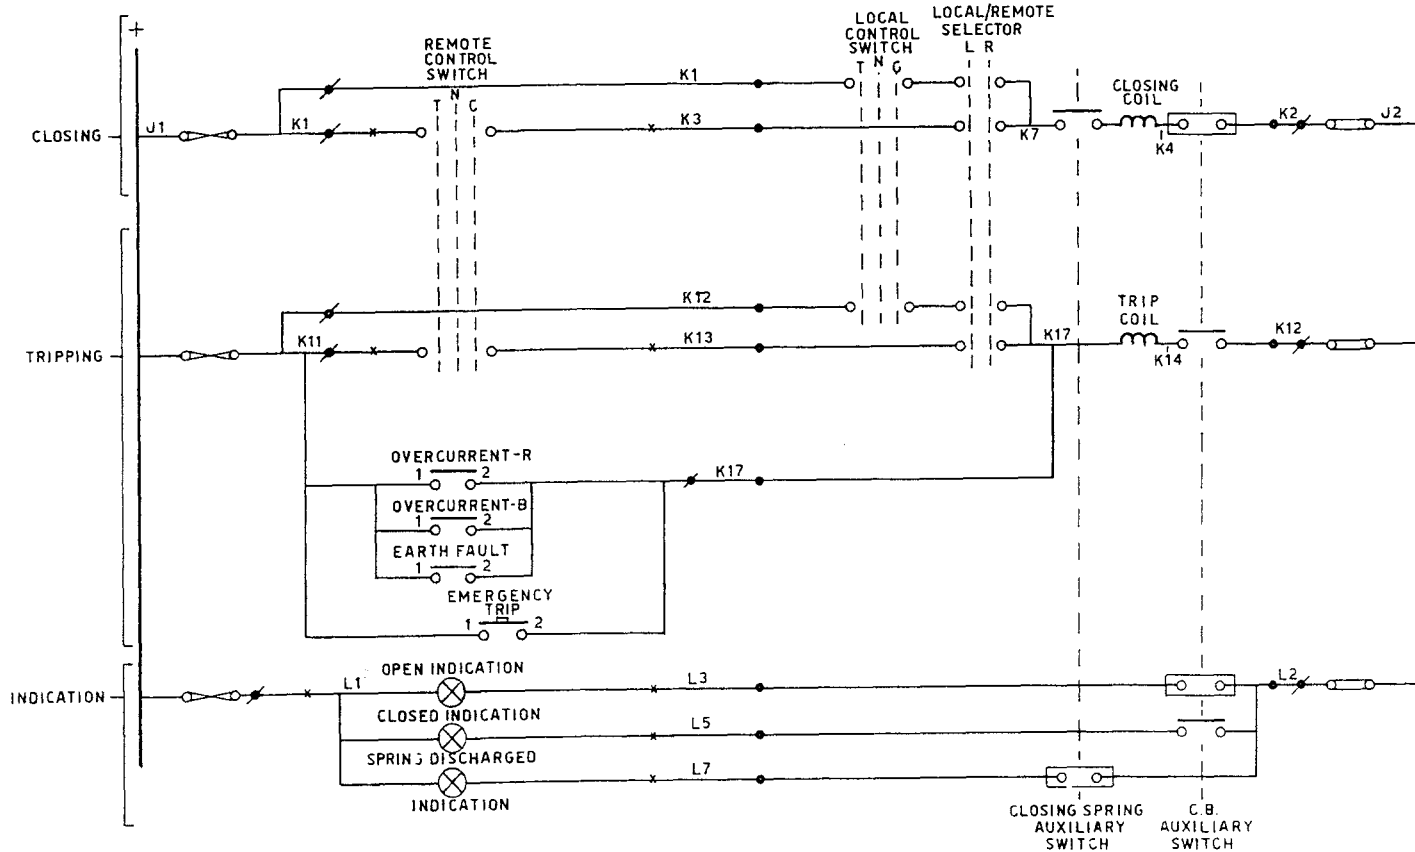 +
REMOTE
CONTROL
SWITCH
T N C
LOCAL
CONTROL
SWITCH
T N C
LOCAL/REMOTE
SELECTOR
L R
CLOSING
J1
K1
K1
K3
K7
CLOSING
COIL
K4
K2
J2
TRIPPING
K11
K12
K13
K17
TRIP
COIL
K14
K12
OVERCURRENT-R
1 2
K17
OVERCURRENT-B
1 2
EARTH FAULT
1 2
EMERGENCY
TRIP
1 2
INDICATION
L1
OPEN INDICATION
L3
L2
CLOSED INDICATION
L5
SPRING DISCHARGED
INDICATION
L7
CLOSING SPRING
AUXILIARY
SWITCH
C.B.
AUXILIARY
SWITCH